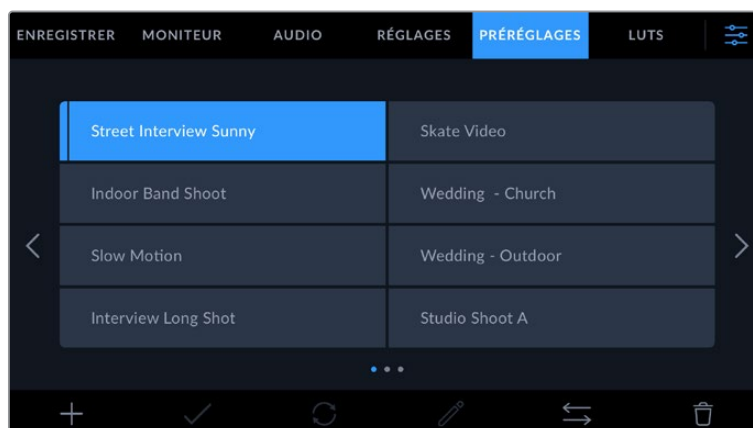 ENREGISTRER MONITEUR AUDIO RÉGLAGES PRÉRÉGLAGES LUTS
Street Interview Sunny Skate Video
Indoor Band Shoot Wedding - Church
Slow Motion Wedding - Outdoor
Interview Long Shot Studio Shoot A